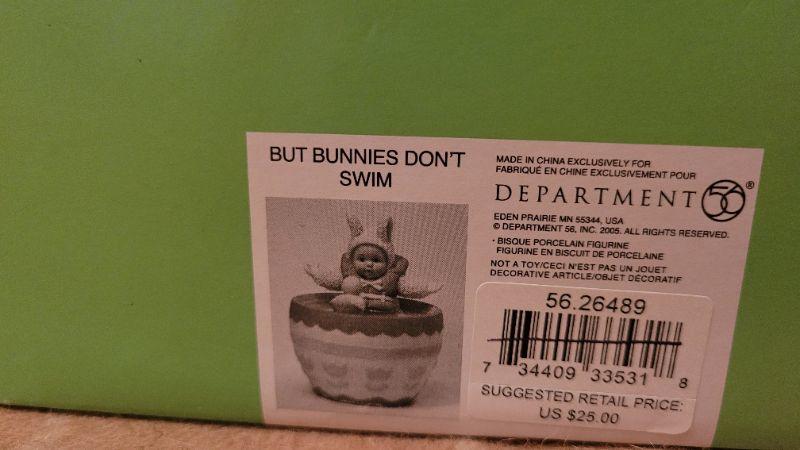 BUT BUNNIES DON'T
SWIM
MADE IN CHINA EXCLUSIVELY FOR
FABRIQUÉ EN CHINE EXCLUSIVEMENT POUR
DEPARTMENT 56®
EDEN PRAIRIE MN 55344, USA
© DEPARTMENT 56, INC. 2005. ALL RIGHTS RESERVED.
• BISQUE PORCELAIN FIGURINE
FIGURINE EN BISCUIT DE PORCELAINE
NOT A TOY/CECI N'EST PAS UN JOUET
DECORATIVE ARTICLE/OBJET DÉCORATIF
56.26489
7 34409 33531 8
SUGGESTED RETAIL PRICE:
US $25.00